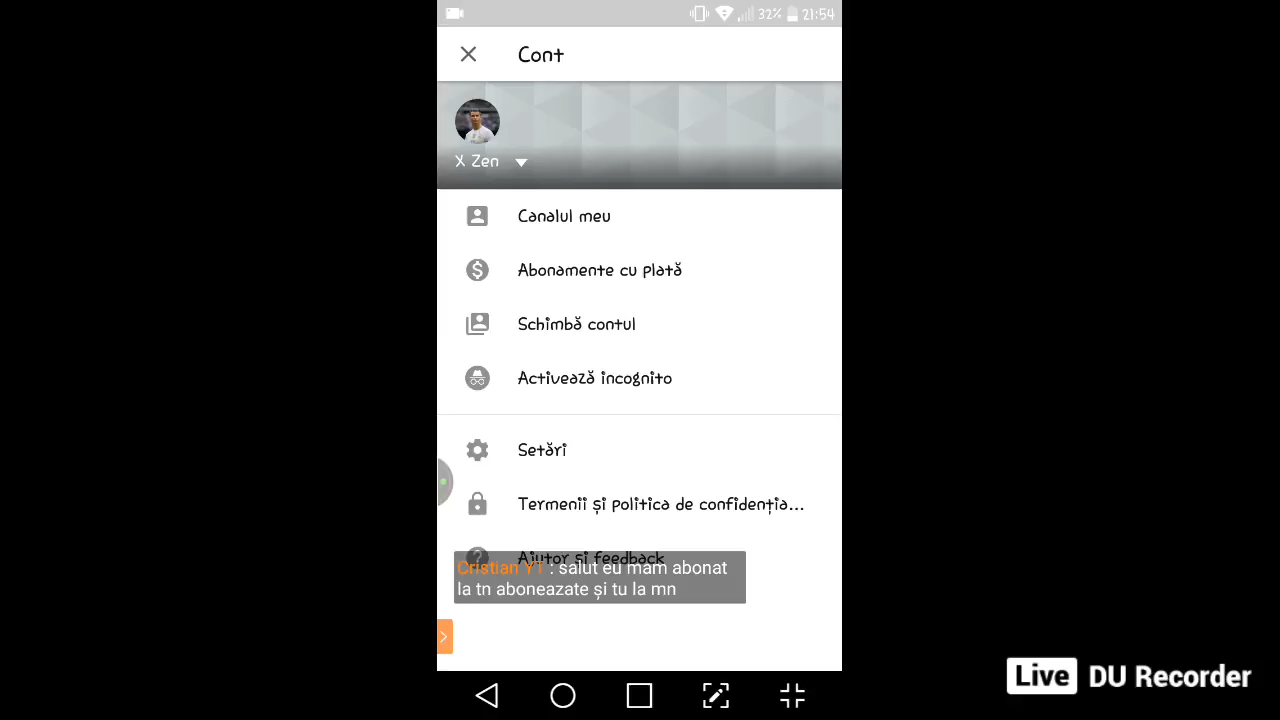 32% 21:54
Cont
X Zen
Canalul meu
Abonamente cu plată
Schimbă contul
Activează incognito
Setări
Termenii și politica de confidenția...
Ajutor și feedback
Cristian YT : salut eu mam abonat
la tn aboneazate și tu la mn
Live DU Recorder